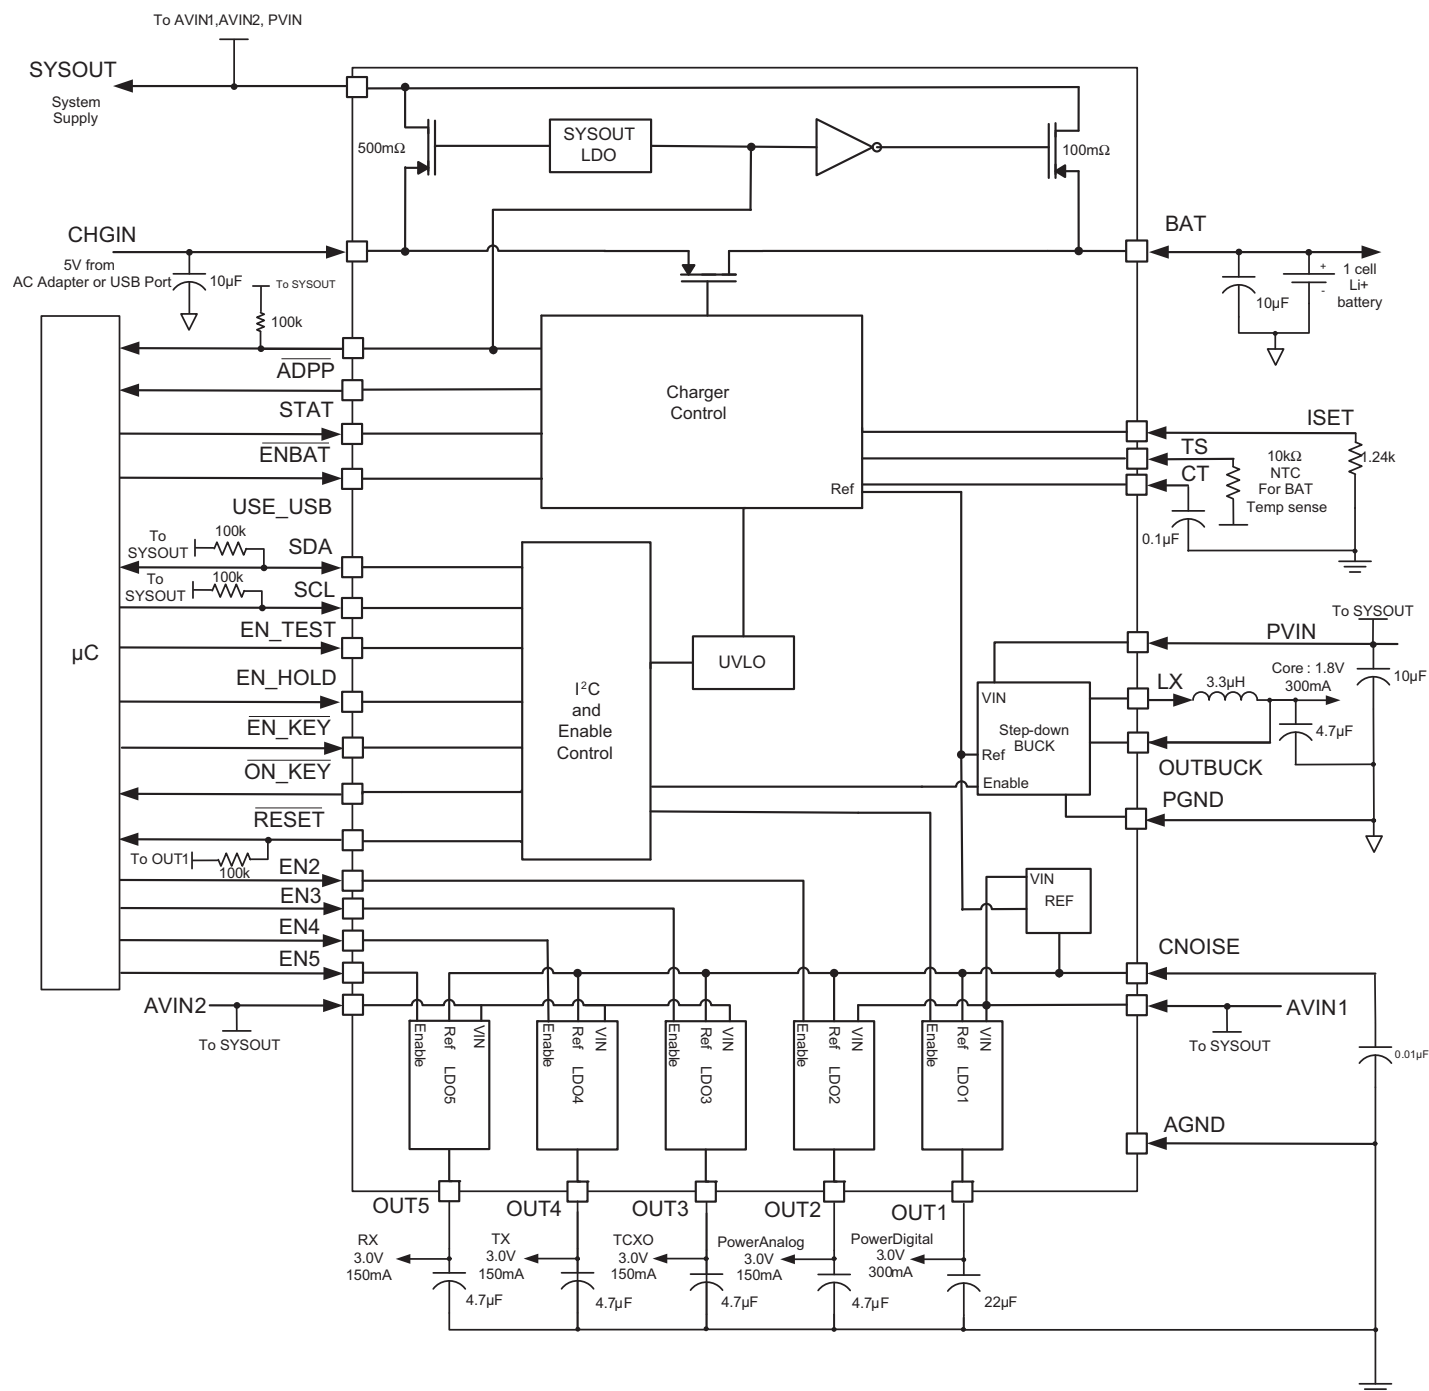 To AVIN1,AVIN2, PVIN
SYSOUT
System
Supply
500mΩ
SYSOUT
LDO
100mΩ
CHGIN
5V from
AC Adapter or USB Port
10µF
To SYSOUT
100k
BAT
10µF
+
-
1 cell
Li+
battery
ADPP
STAT
ENBAT
USE_USB
Charger
Control
Ref
ISET
1.24k
TS
10kΩ
NTC
For BAT
Temp sense
CT
0.1µF
To
SYSOUT
100k
SDA
To
SYSOUT
100k
SCL
EN_TEST
µC
EN_HOLD
EN_KEY
ON_KEY
RESET
To OUT1
100k
I²C
and
Enable
Control
UVLO
To SYSOUT
PVIN
10µF
LX
3.3µH
Core : 1.8V
300mA
4.7µF
VIN
Step-down
BUCK
Ref
Enable
OUTBUCK
PGND
EN2
EN3
EN4
EN5
VIN
REF
CNOISE
AVIN2
To SYSOUT
AVIN1
To SYSOUT
0.01µF
Enable
Ref
VIN
LDO5
Enable
Ref
VIN
LDO4
Enable
Ref
VIN
LDO3
Enable
Ref
VIN
LDO2
Enable
Ref
VIN
LDO1
AGND
OUT5
OUT4
OUT3
OUT2
OUT1
RX
3.0V
150mA
4.7µF
TX
3.0V
150mA
4.7µF
TCXO
3.0V
150mA
4.7µF
PowerAnalog
3.0V
150mA
4.7µF
PowerDigital
3.0V
300mA
22µF